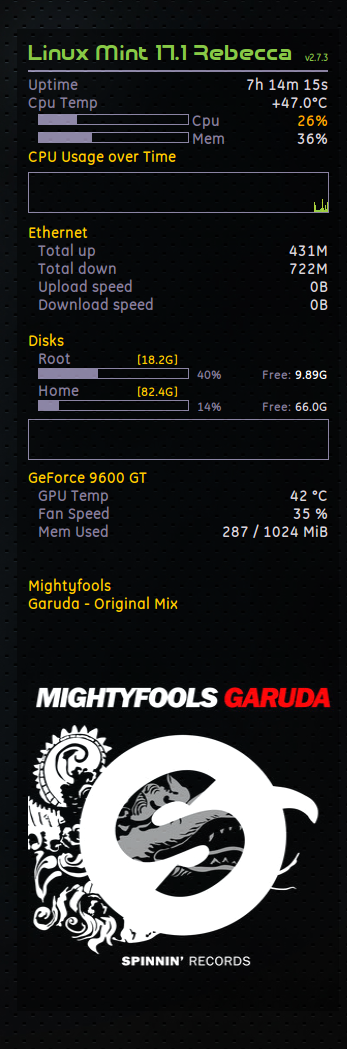 Linux Mint 17.1 Rebecca v2.7.3
Uptime 7h 14m 15s
Cpu Temp +47.0°C
Cpu 26%
Mem 36%
CPU Usage over Time
Ethernet
Total up 431M
Total down 722M
Upload speed 0B
Download speed 0B
Disks
Root [18.2G]
40% Free: 9.89G
Home [82.4G]
14% Free: 66.0G
GeForce 9600 GT
GPU Temp 42 °C
Fan Speed 35 %
Mem Used 287 / 1024 MiB
Mightyfools
Garuda - Original Mix
MIGHTYFOOLS GARUDA
SPINNIN' RECORDS